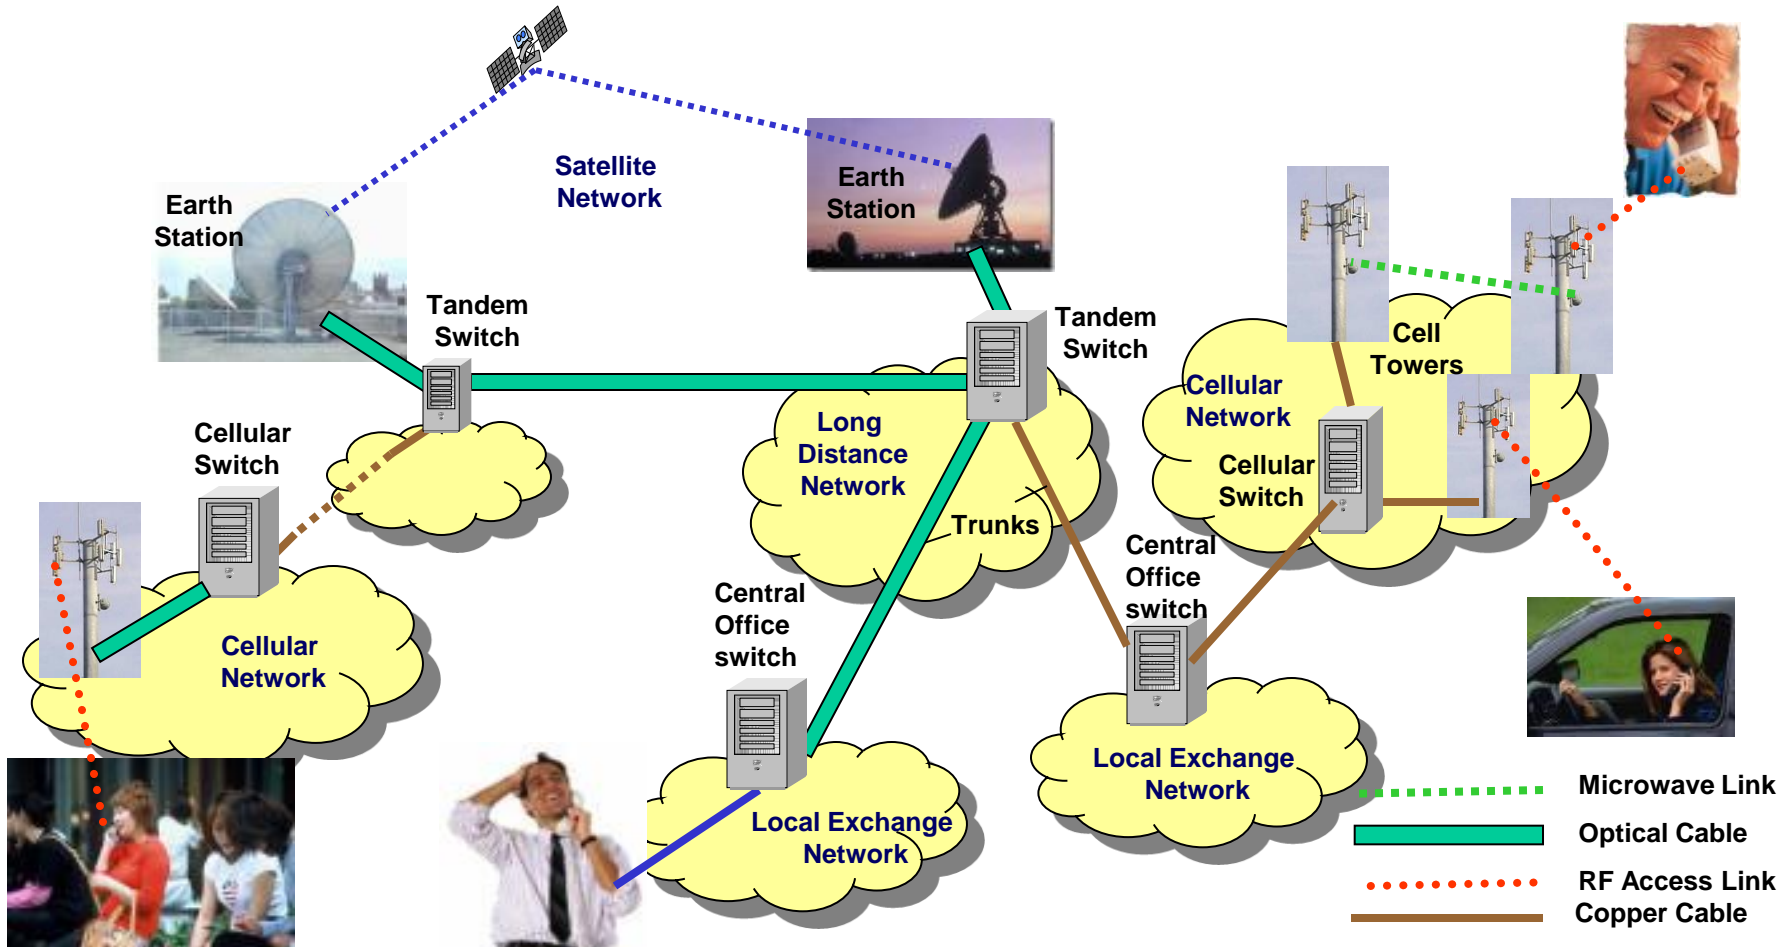 Satellite
Network
Earth
Station
Earth
Station
Tandem
Switch
Tandem
Switch
Cell
Towers
Cellular
Network
Cellular
Switch
Long
Distance
Network
Cellular
Switch
Trunks
Central
Office
switch
Central
Office
switch
Cellular
Network
Local Exchange
Network
Local Exchange
Network
Microwave Link
Optical Cable
RF Access Link
Copper Cable